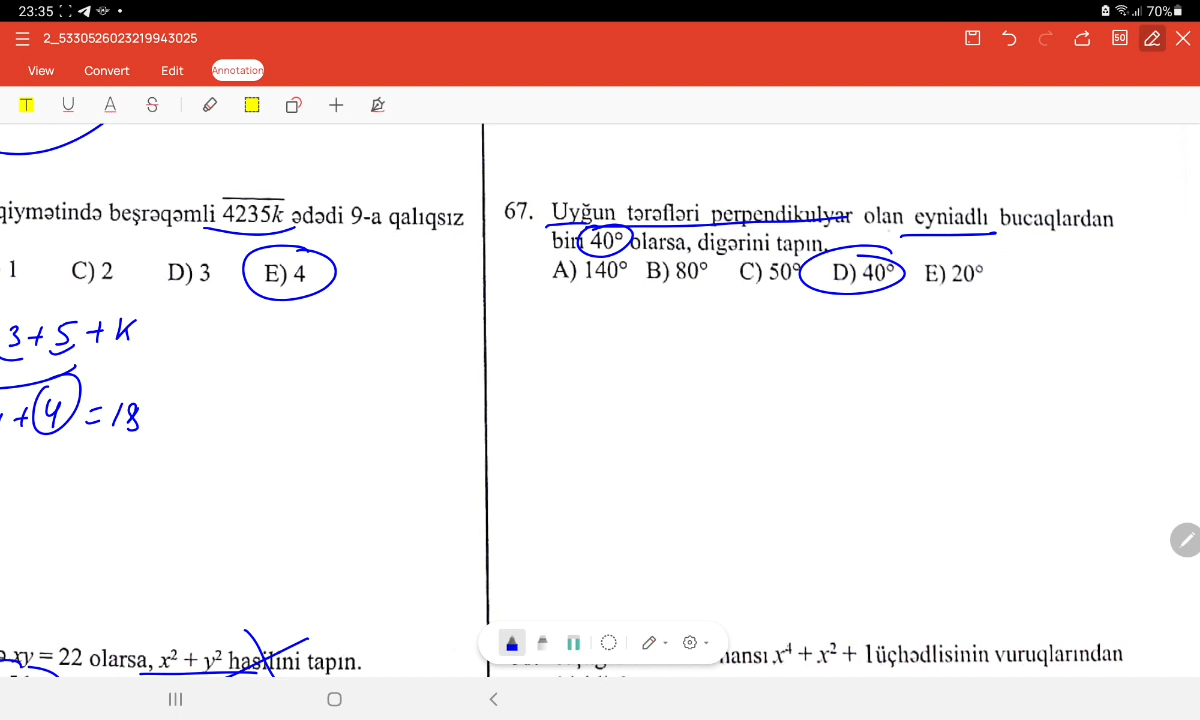 23:35
70%
2_5330526023219943025
50
View Convert Edit Annotation
T U A S
qiymətində beşrəqəmli 4235k ədədi 9-a qalıqsız
1 C) 2 D) 3 E) 4
3 + 5 + K
+ 4 = 18
xy = 22 olarsa, x² + y² hasilini tapın.
67. Uyğun tərəfləri perpendikulyar olan eyniadlı bucaqlardan
biri 40° olarsa, digərini tapın.
A) 140° B) 80° C) 50° D) 40° E) 20°
x⁴ + x² + 1 üçhədlisinin vuruqlarından